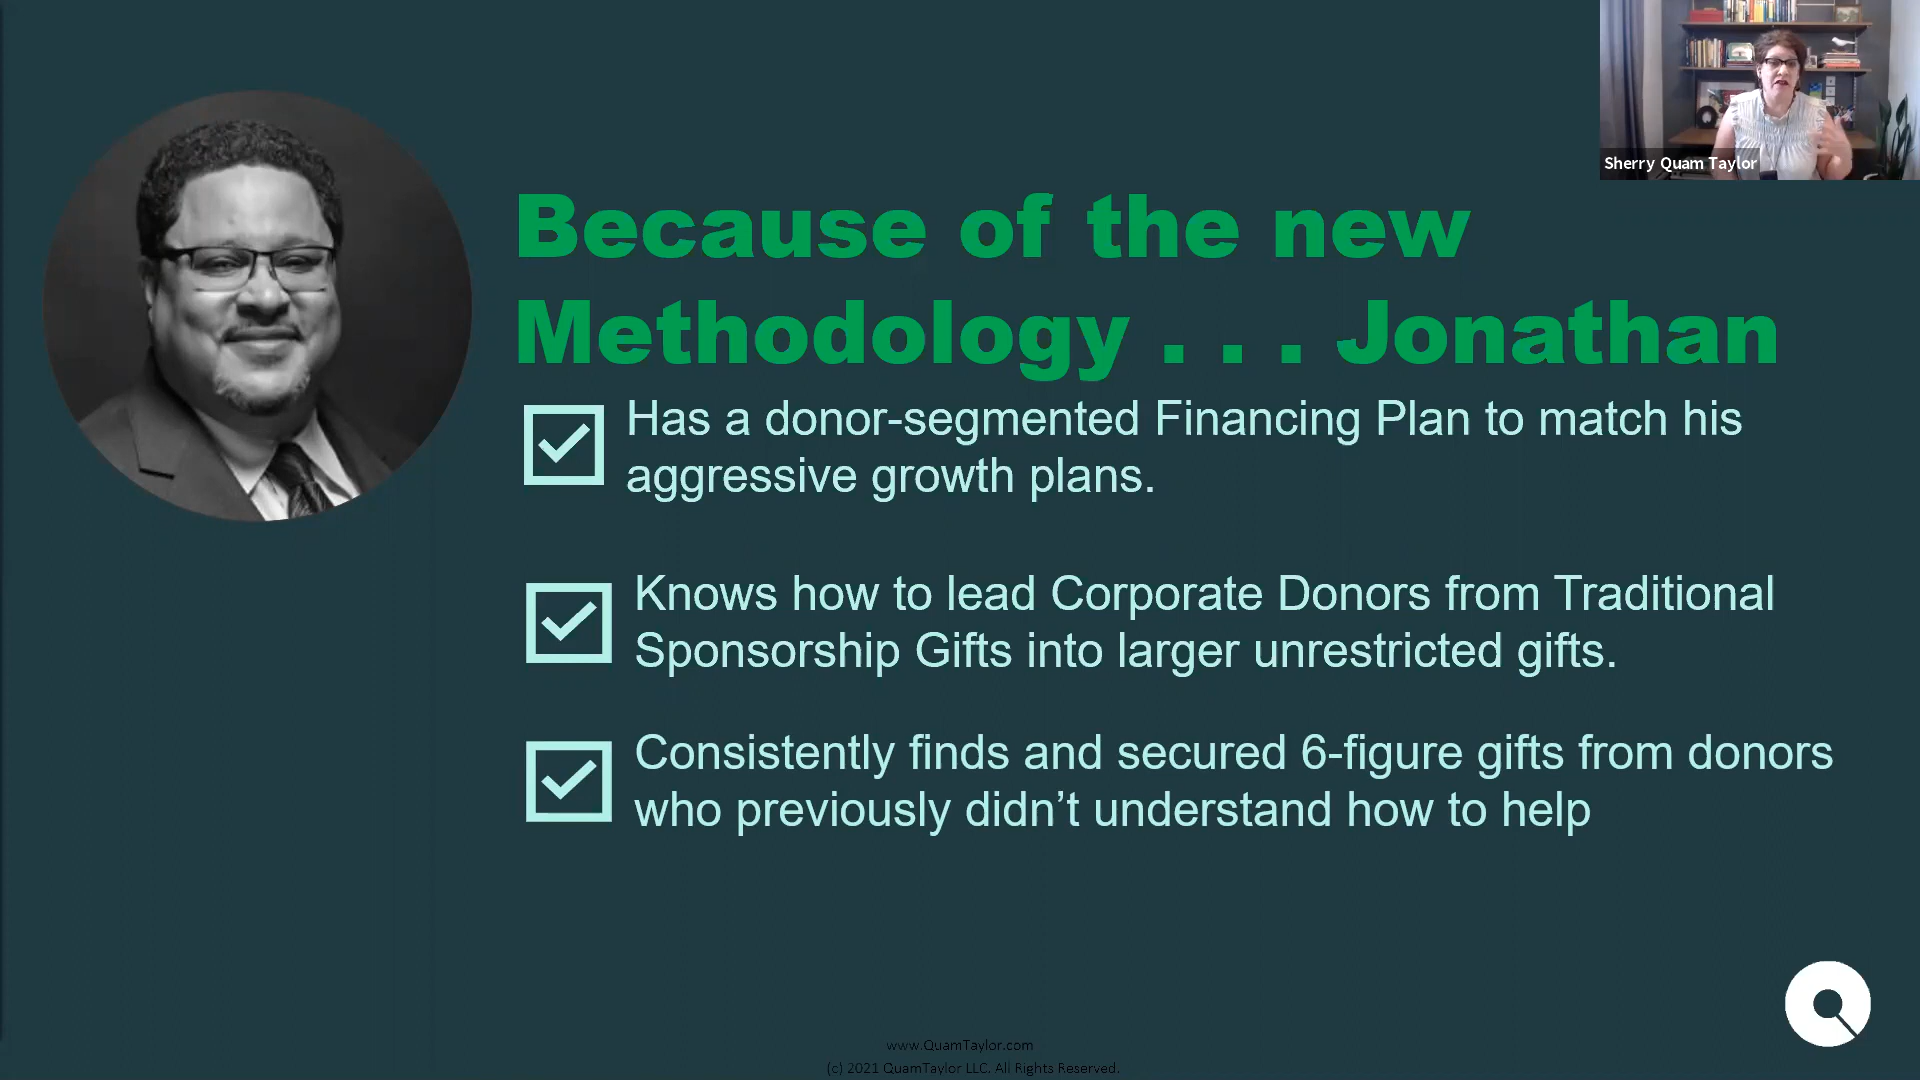 Sherry Quam Taylor
Because of the new
Methodology . . . Jonathan
Has a donor-segmented Financing Plan to match his
aggressive growth plans.
Knows how to lead Corporate Donors from Traditional
Sponsorship Gifts into larger unrestricted gifts.
Consistently finds and secured 6-figure gifts from donors
who previously didn’t understand how to help
www.QuamTaylor.com
(c) 2021 QuamTaylor LLC. All Rights Reserved.